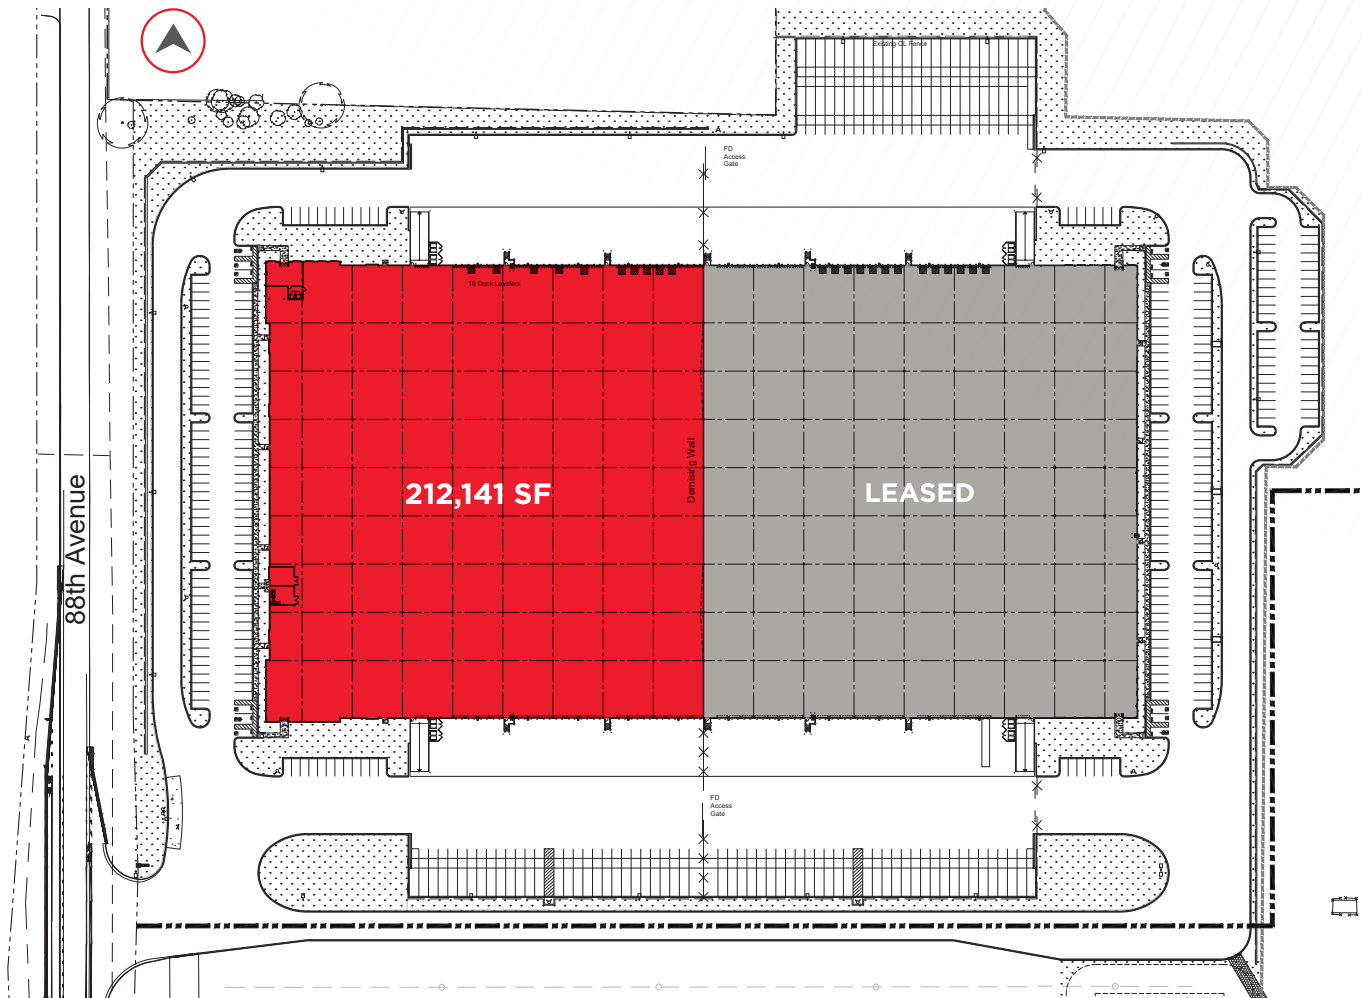 Existing CL Fence
FD
Access
Gate
10 Dock Levelers
Demising Wall
212,141 SF
LEASED
88th Avenue
FD
Access
Gate